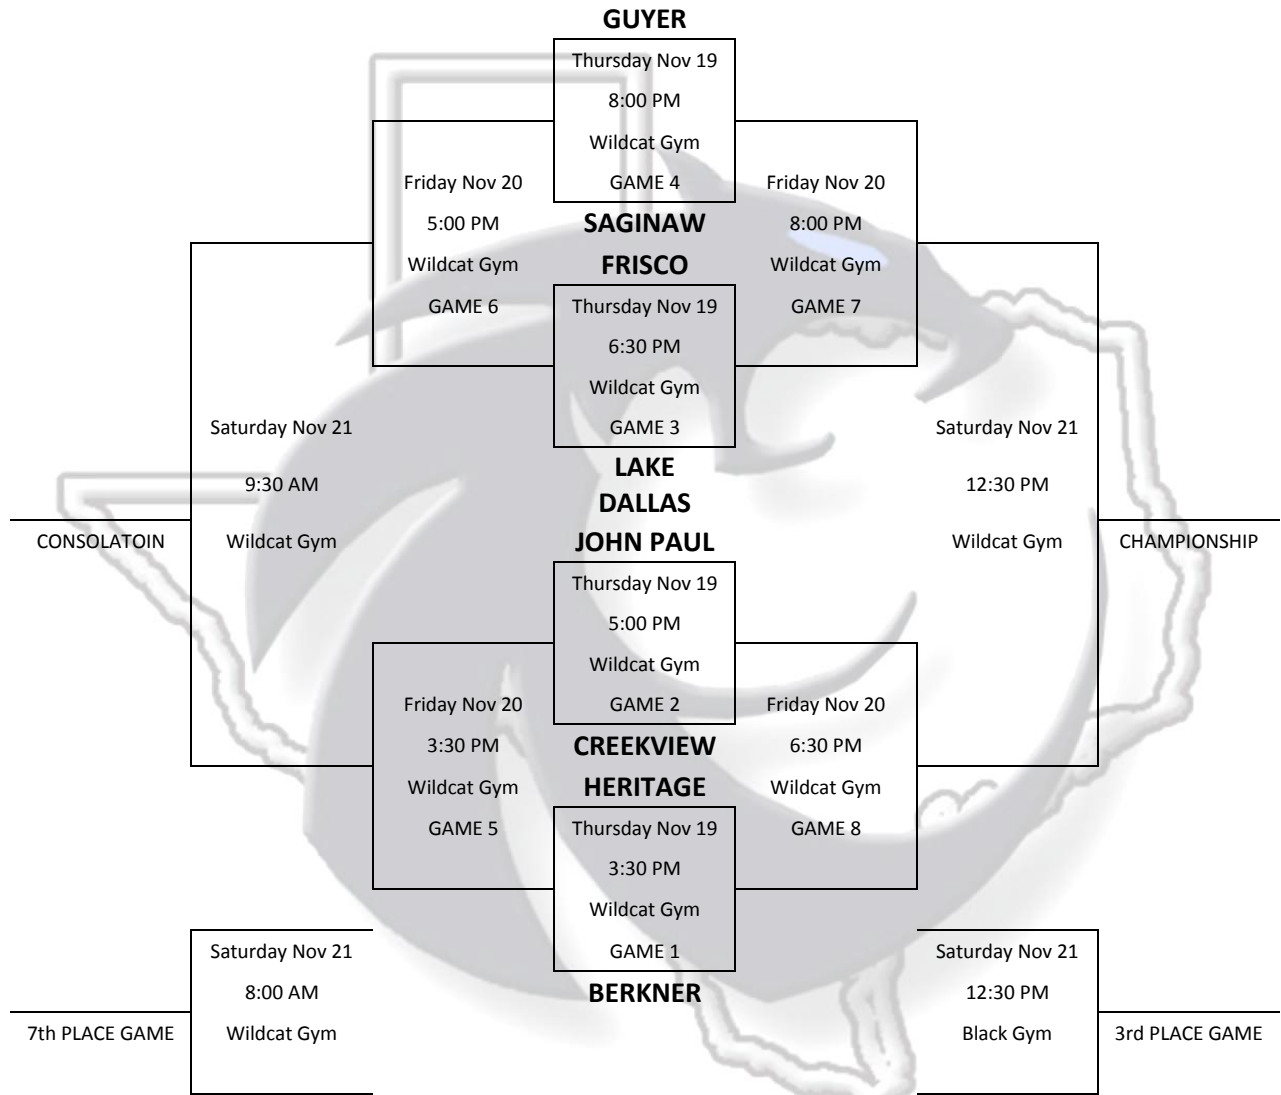 GUYER
Thursday Nov 19
8:00 PM
Wildcat Gym
GAME 4
SAGINAW
Friday Nov 20
5:00 PM
Wildcat Gym
GAME 6
Friday Nov 20
8:00 PM
Wildcat Gym
GAME 7
FRISCO
Thursday Nov 19
6:30 PM
Wildcat Gym
GAME 3
LAKE
DALLAS
Saturday Nov 21
9:30 AM
Wildcat Gym
CONSOLATOIN
Saturday Nov 21
12:30 PM
Wildcat Gym
CHAMPIONSHIP
JOHN PAUL
Thursday Nov 19
5:00 PM
Wildcat Gym
GAME 2
CREEKVIEW
Friday Nov 20
3:30 PM
Wildcat Gym
GAME 5
Friday Nov 20
6:30 PM
Wildcat Gym
GAME 8
HERITAGE
Thursday Nov 19
3:30 PM
Wildcat Gym
GAME 1
BERKNER
Saturday Nov 21
8:00 AM
Wildcat Gym
7th PLACE GAME
Saturday Nov 21
12:30 PM
Black Gym
3rd PLACE GAME